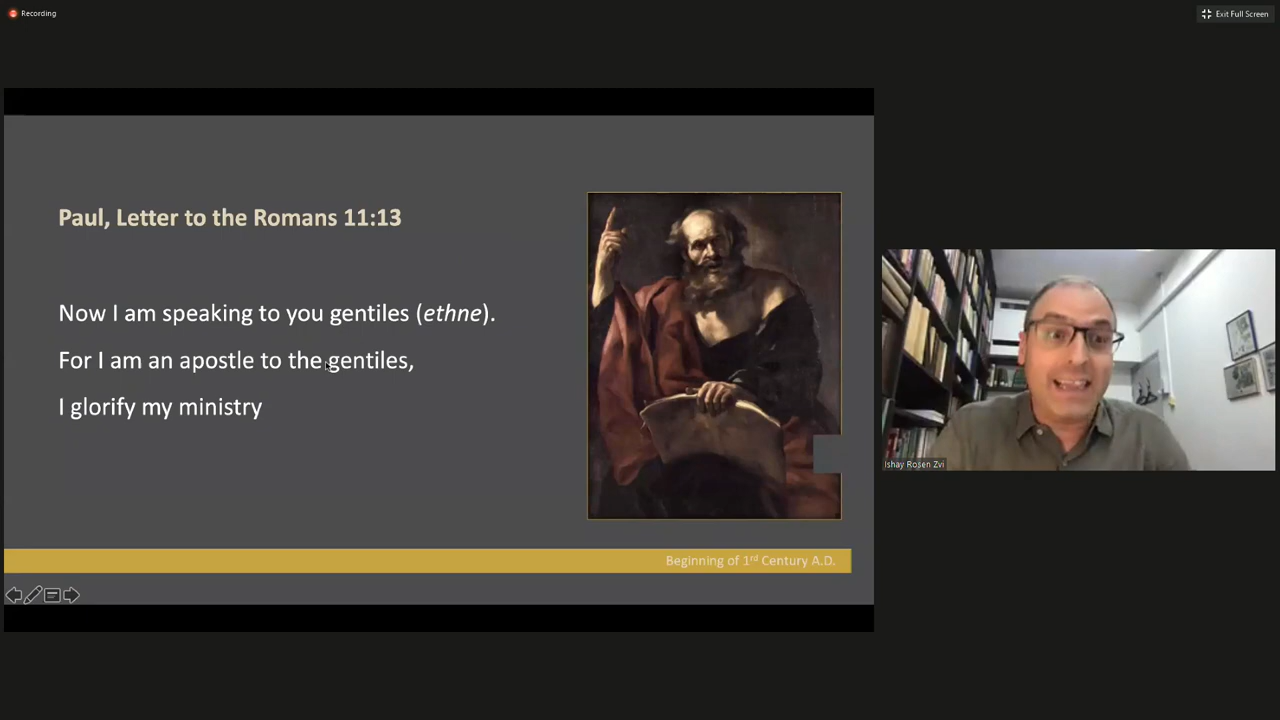 Recording
Exit Full Screen
Paul, Letter to the Romans 11:13
Now I am speaking to you gentiles (ethne).
For I am an apostle to the gentiles,
I glorify my ministry
Ishay Rosen Zvi
Beginning of 1rd Century A.D.